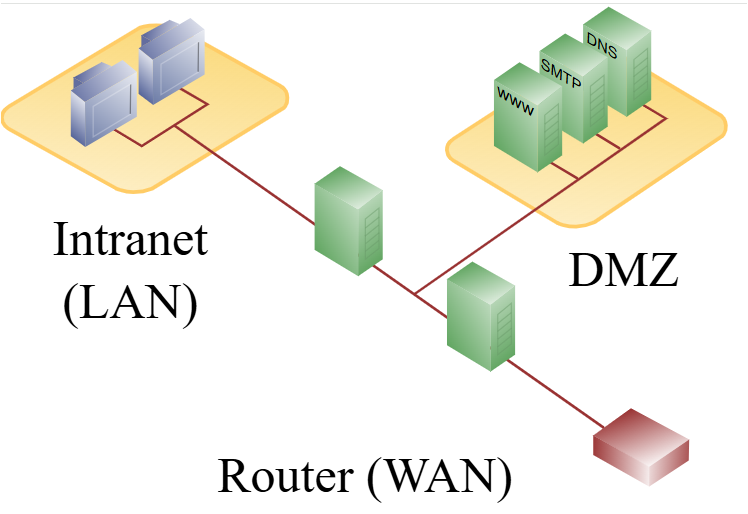 DNS
SMTP
WWW
Intranet
(LAN)
DMZ
Router (WAN)